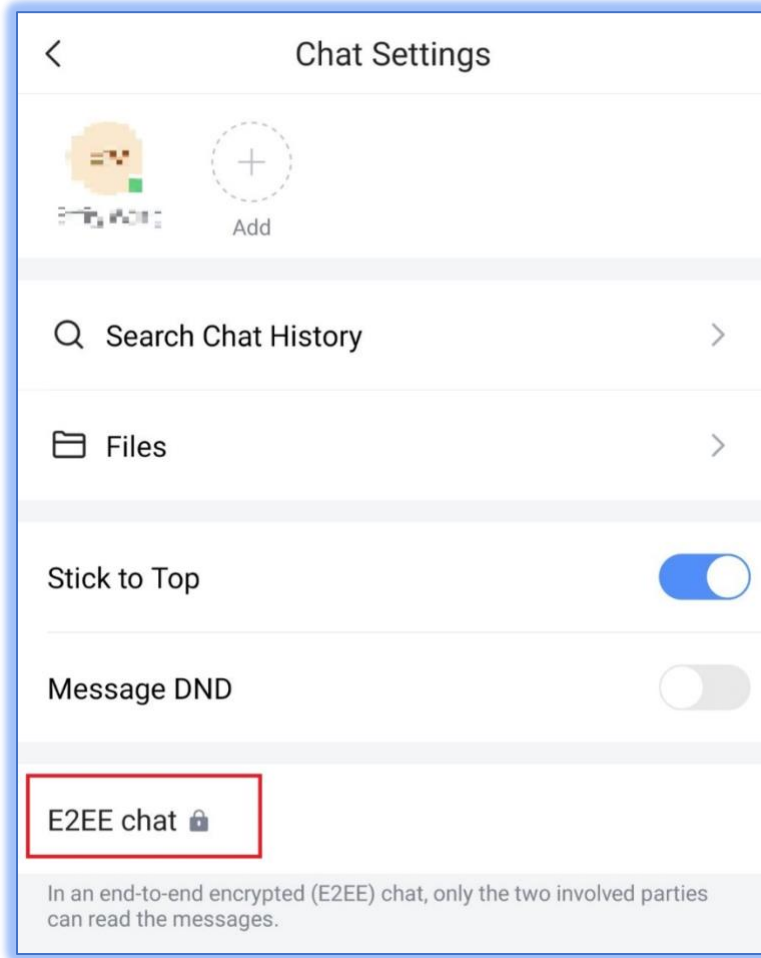 Chat Settings
Add
Search Chat History
Files
Stick to Top
Message DND
E2EE chat
In an end-to-end encrypted (E2EE) chat, only the two involved parties
can read the messages.